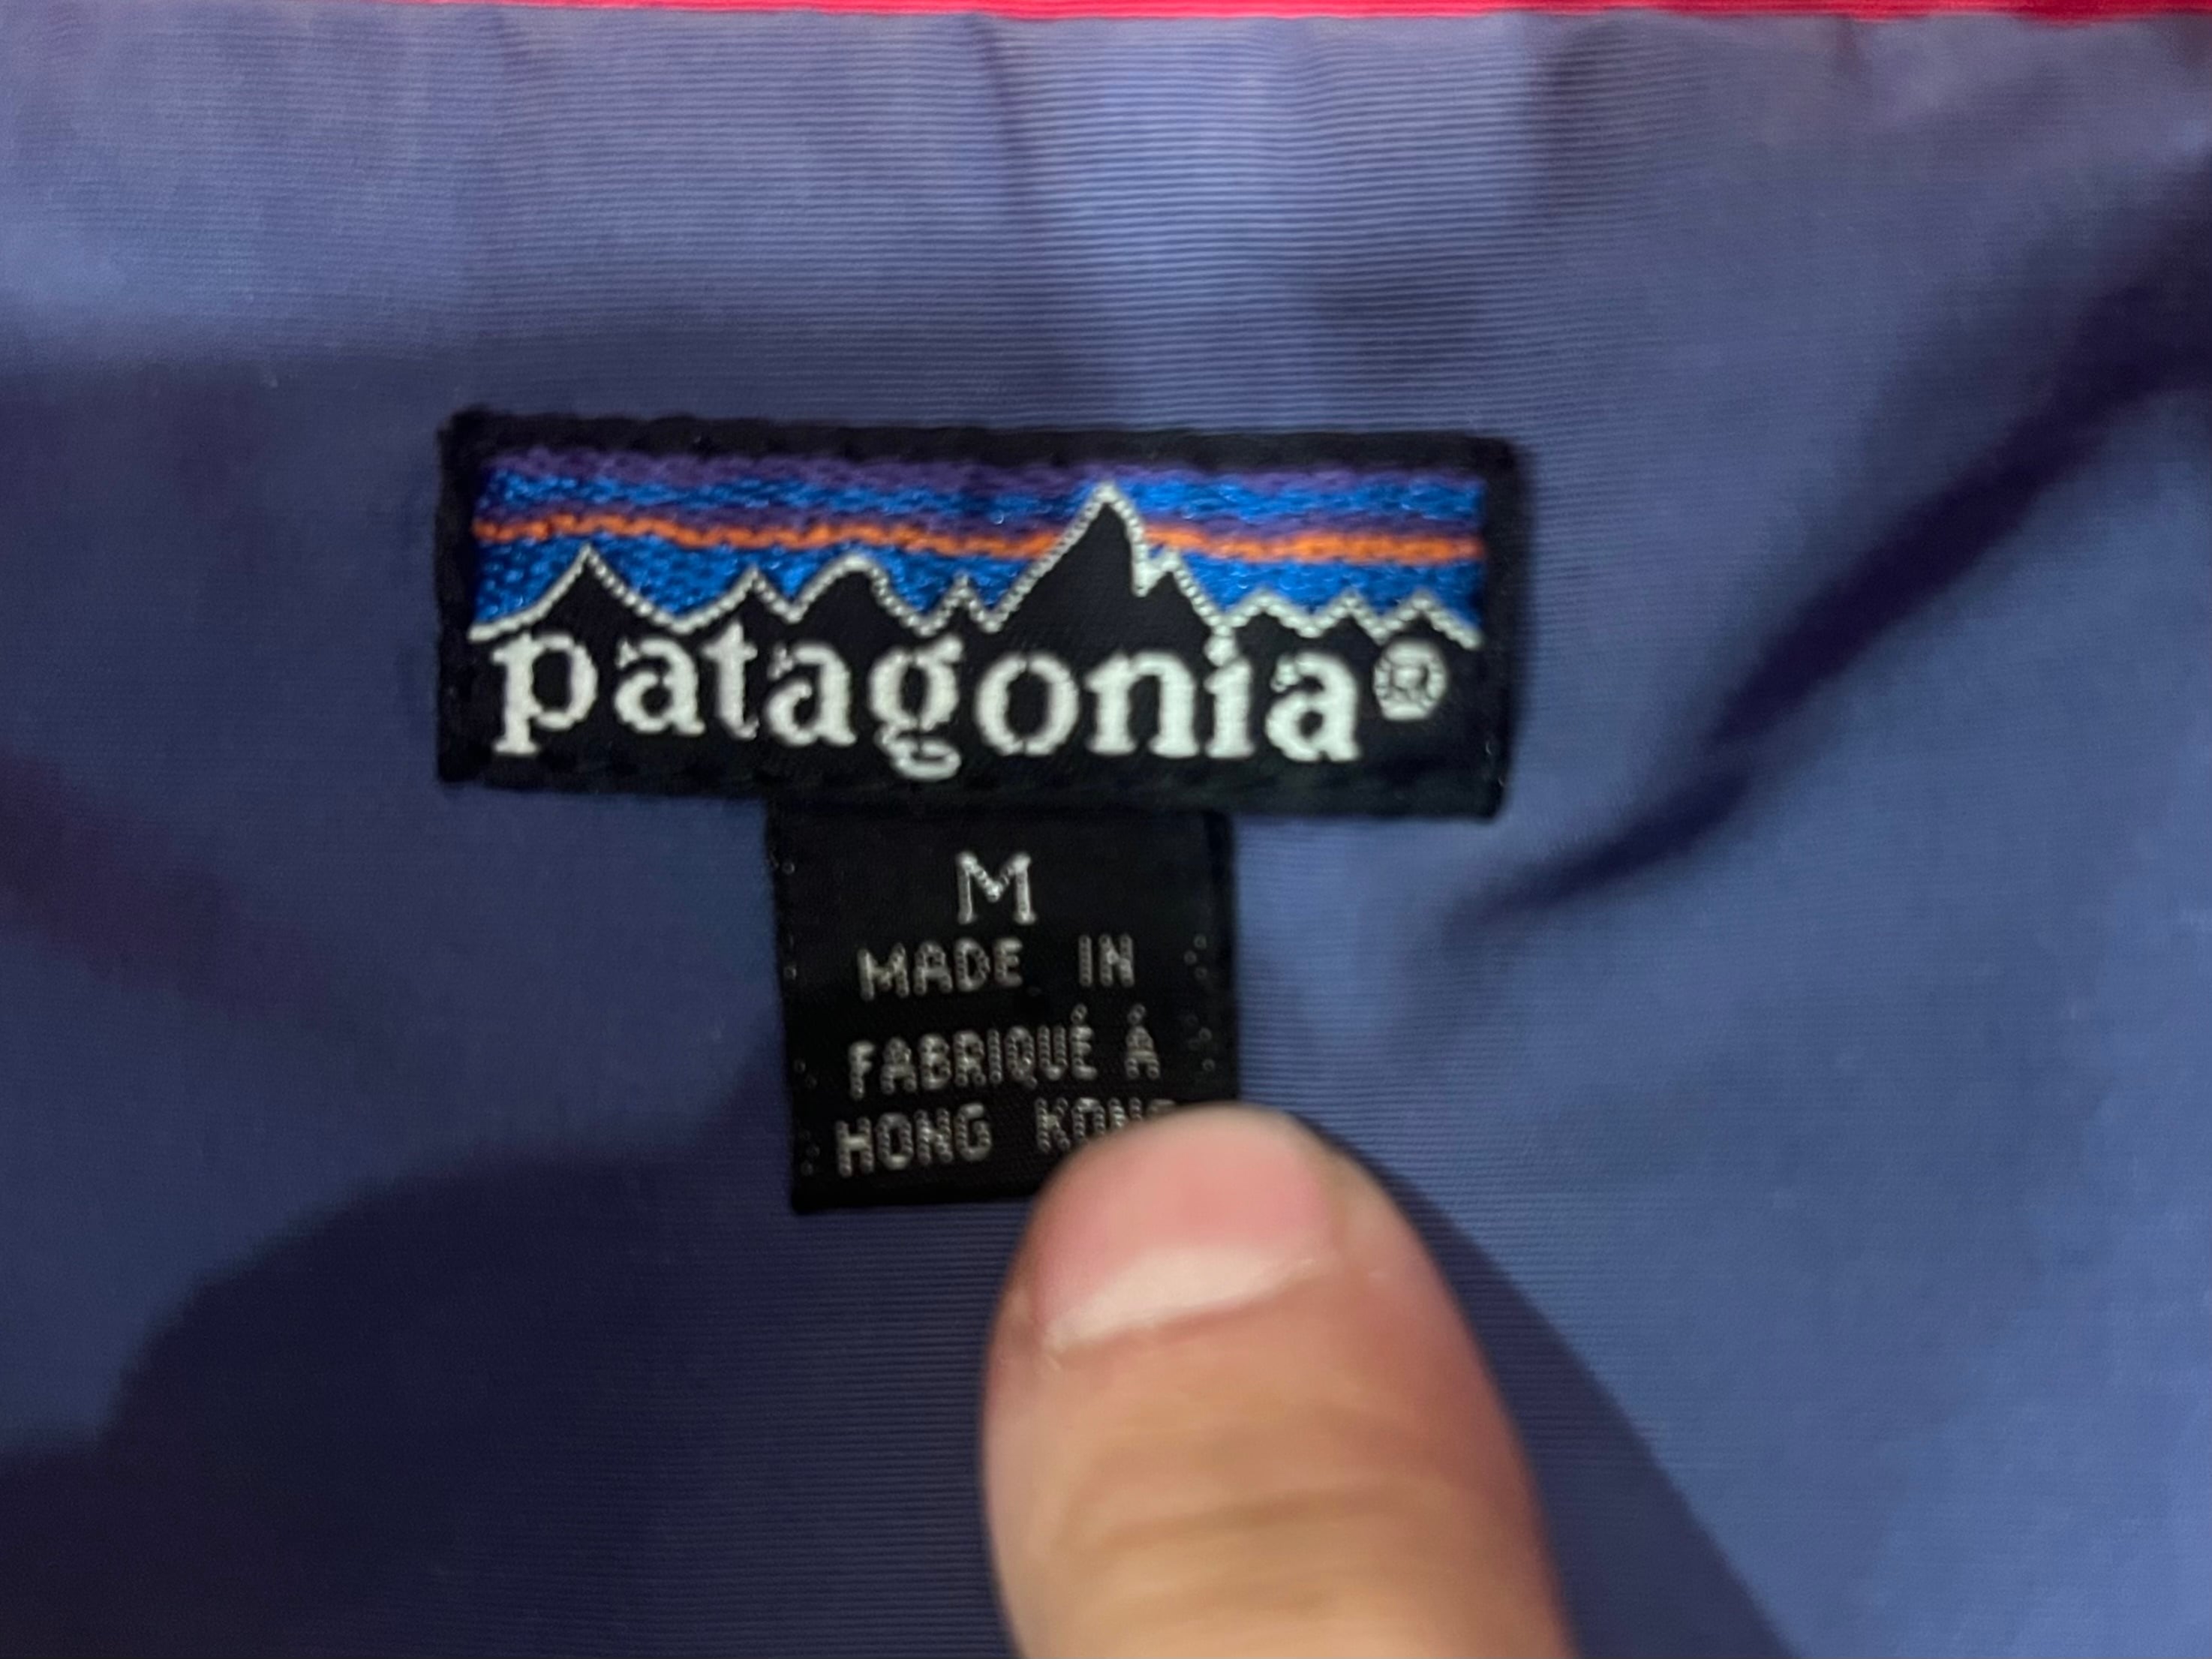 patagonia®
M
MADE IN
FABRIQUÉ Á
HONG KONG